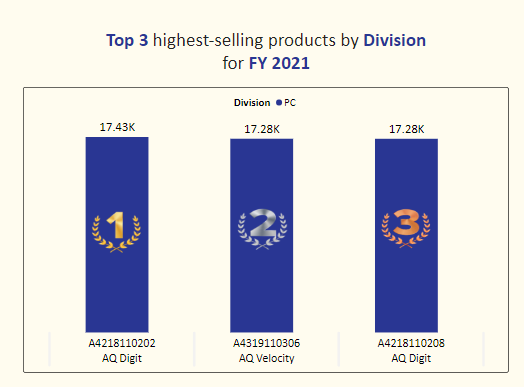 Top 3 highest-selling products by Division
for FY 2021
Division PC
17.43K 17.28K 17.28K
1 2 3
A4218110202 A4319110306 A4218110208
AQ Digit AQ Velocity AQ Digit